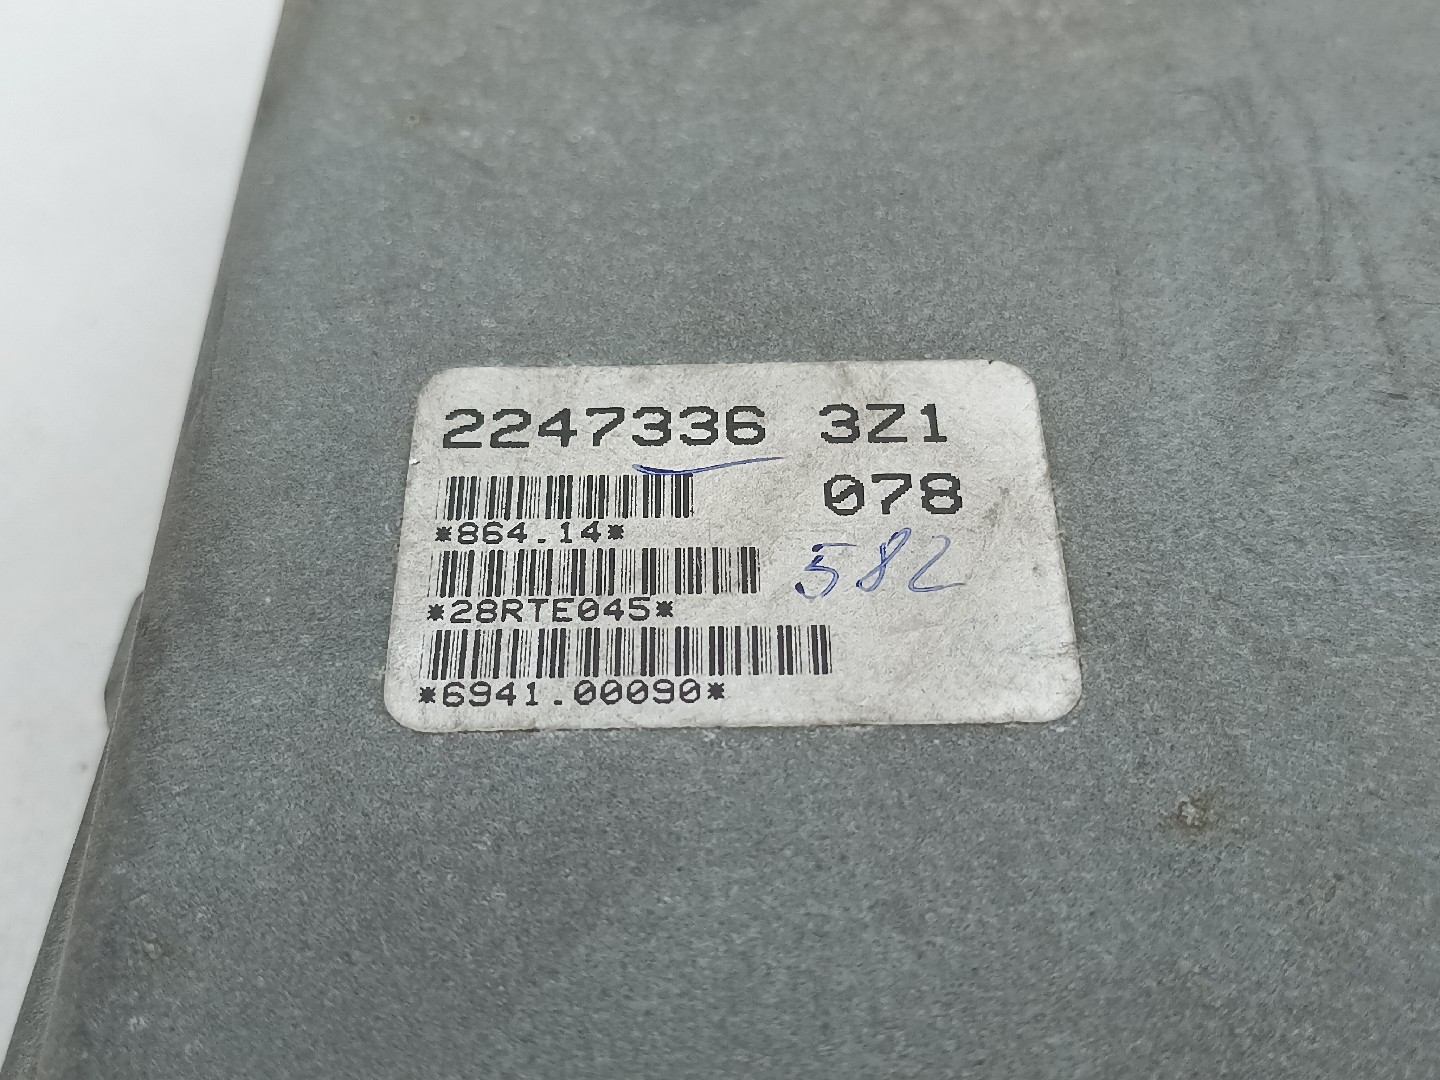 2247336 3Z1
078
*864.14*
582
*28RTE045*
*6941.00090*